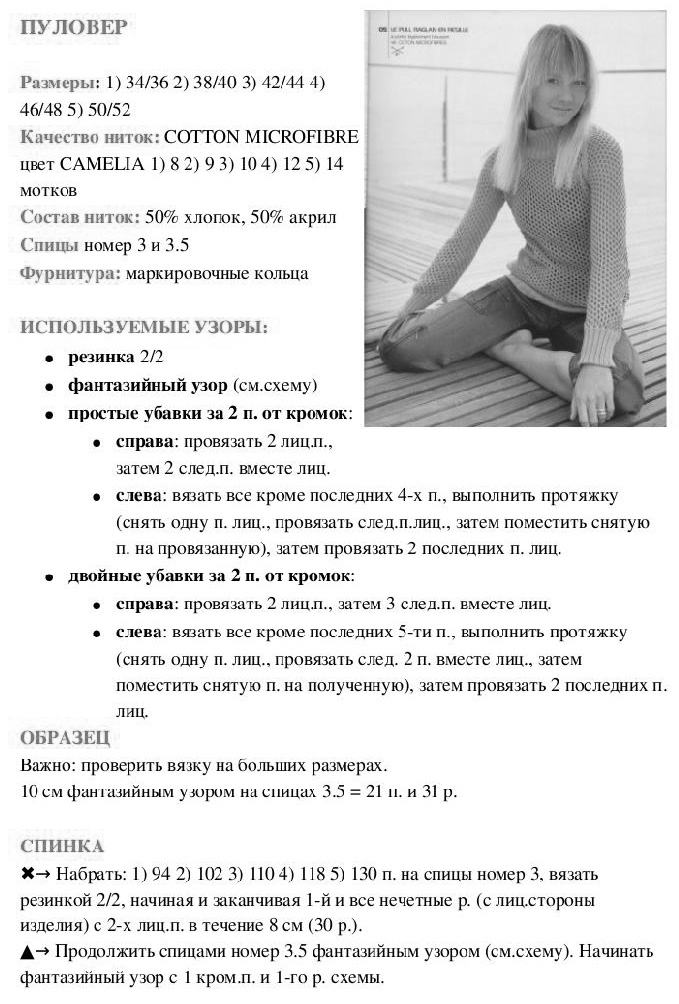 ПУЛОВЕР
05 LE PULL RAGLAN EN RESILLE
Размеры: 1) 34/36 2) 38/40 3) 42/44 4)
46/48 5) 50/52
Качество ниток: COTTON MICROFIBRE
цвет CAMELIA 1) 8 2) 9 3) 10 4) 12 5) 14
мотков
Состав ниток: 50% хлопок, 50% акрил
Спицы номер 3 и 3.5
Фурнитура: маркировочные кольца
ИСПОЛЬЗУЕМЫЕ УЗОРЫ:
● резинка 2/2
● фантазийный узор (см.схему)
● простые убавки за 2 п. от кромок:
● справа: провязать 2 лиц.п.,
затем 2 след.п. вместе лиц.
● слева: вязать все кроме последних 4-х п., выполнить протяжку
(снять одну п. лиц., провязать след.п.лиц., затем поместить снятую
п. на провязанную), затем провязать 2 последних п. лиц.
● двойные убавки за 2 п. от кромок:
● справа: провязать 2 лиц.п., затем 3 след.п. вместе лиц.
● слева: вязать все кроме последних 5-ти п., выполнить протяжку
(снять одну п. лиц., провязать след. 2 п. вместе лиц., затем
поместить снятую п. на полученную), затем провязать 2 последних п.
лиц.
ОБРАЗЕЦ
Важно: проверить вязку на больших размерах.
10 см фантазийным узором на спицах 3.5 = 21 п. и 31 р.
СПИНКА
✖→ Набрать: 1) 94 2) 102 3) 110 4) 118 5) 130 п. на спицы номер 3, вязать
резинкой 2/2, начиная и заканчивая 1-й и все нечетные р. (с лиц.стороны
изделия) с 2-х лиц.п. в течение 8 см (30 р.).
▲→ Продолжить спицами номер 3.5 фантазийным узором (см.схему). Начинать
фантазийный узор с 1 кром.п. и 1-го р. схемы.